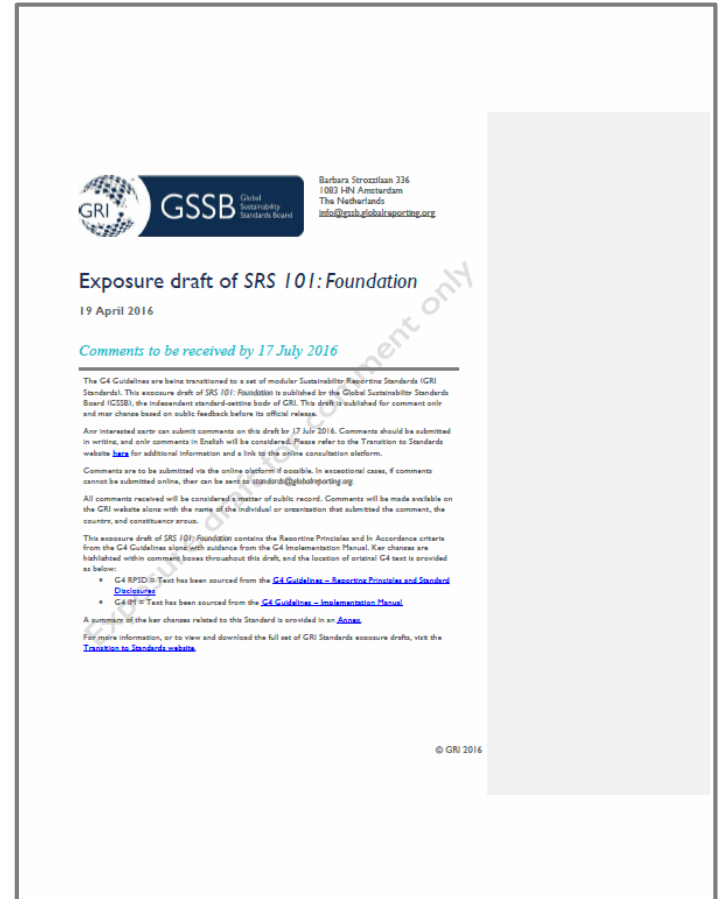 GRI
GSSB
Global
Sustainability
Standards Board
Barbara Strozzilaan 336
1083 HN Amsterdam
The Netherlands
info@gssb.globalreporting.org
Exposure draft of SRS 101: Foundation
19 April 2016
Comments to be received by 17 July 2016
The G4 Guidelines are being transitioned to a set of modular Sustainability Reporting Standards (GRI
Standards). This exposure draft of SRS 101: Foundation is published by the Global Sustainability Standards
Board (GSSB), the independent standard-setting body of GRI. This draft is published for comment only
and may change based on public feedback before its official release.
Any interested party can submit comments on this draft by 17 July 2016. Comments should be submitted
in writing, and only comments in English will be considered. Please refer to the Transition to Standards
website here for additional information and a link to the online consultation platform.
Comments are to be submitted via the online platform if possible. In exceptional cases, if comments
cannot be submitted online, they can be sent to standards@globalreporting.org.
All comments received will be considered a matter of public record. Comments will be made available on
the GRI website along with the name of the individual or organisation that submitted the comment, the
country, and constituency group.
This exposure draft of SRS 101: Foundation contains the Reporting Principles and In Accordance criteria
from the G4 Guidelines along with guidance from the G4 Implementation Manual. Key changes are
highlighted within comment boxes throughout this draft, and the location of original G4 text is provided
as below:
• G4 RPSD = Text has been sourced from the G4 Guidelines – Reporting Principles and Standard
Disclosures
• G4 IM = Text has been sourced from the G4 Guidelines – Implementation Manual
A summary of the key changes related to this Standard is provided in an Annex.
For more information, or to view and download the full set of GRI Standards exposure drafts, visit the
Transition to Standards website.
© GRI 2016
Exposure draft for comment only